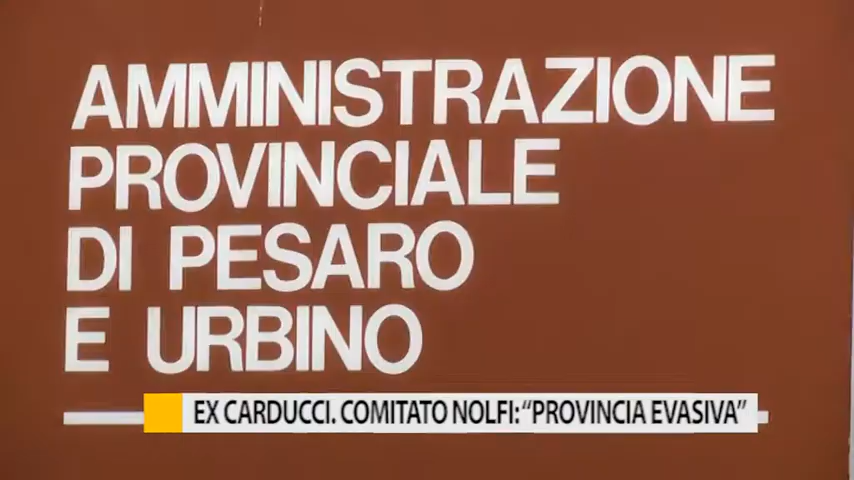 AMMINISTRAZIONE
PROVINCIALE
DI PESARO
E URBINO
EX CARDUCCI. COMITATO NOLFI: “PROVINCIA EVASIVA”